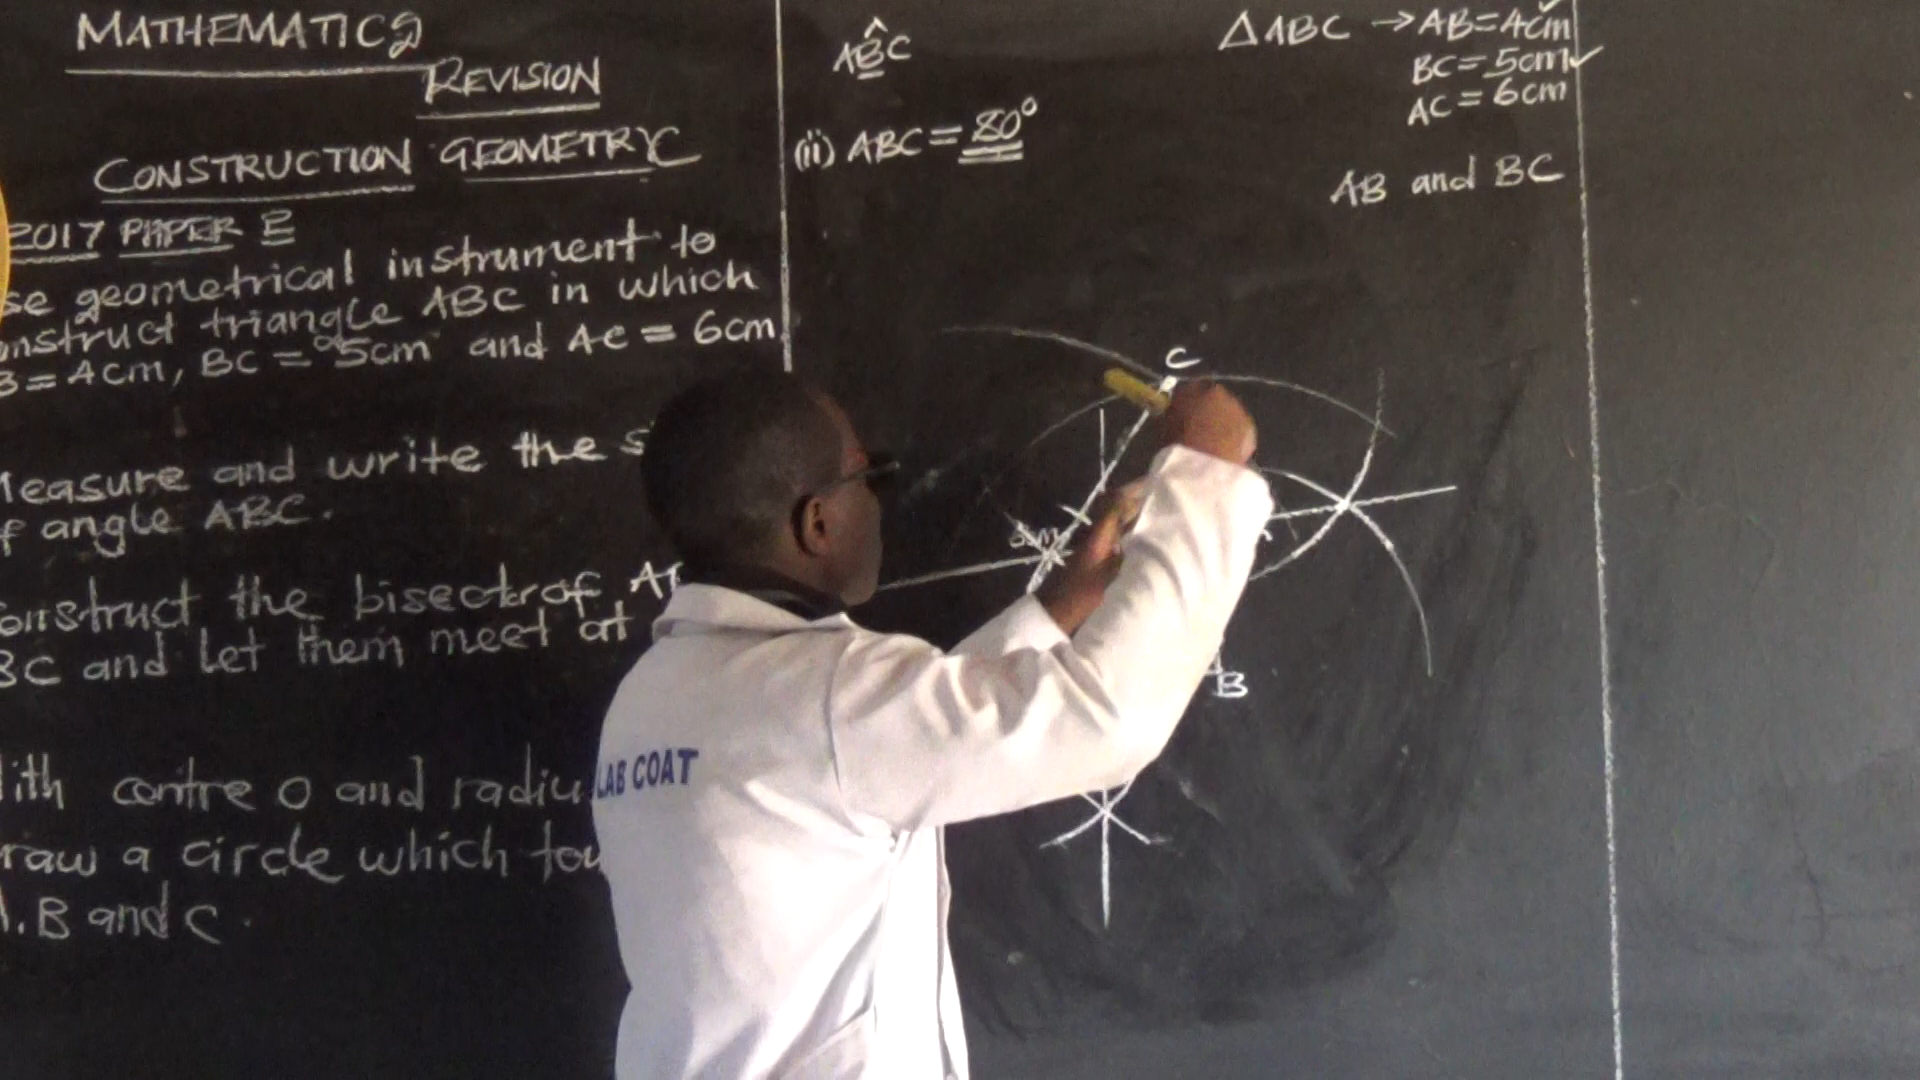 MATHEMATICS
REVISION
CONSTRUCTION GEOMETRY
2017 PAPER 2
se geometrical instrument to
onstruct triangle ABC in which
B=4cm, BC = 5cm and AC = 6cm
Measure and write the s
f angle ABC.
onstruct the bisector of A
BC and let them meet at
ith centre O and radiu
raw a circle which tou
A, B and C.
AB̂C
(ii) ABC = 80°
△ABC → AB=4cm
BC=5cm
AC=6cm
AB and BC
C
B
LAB COAT